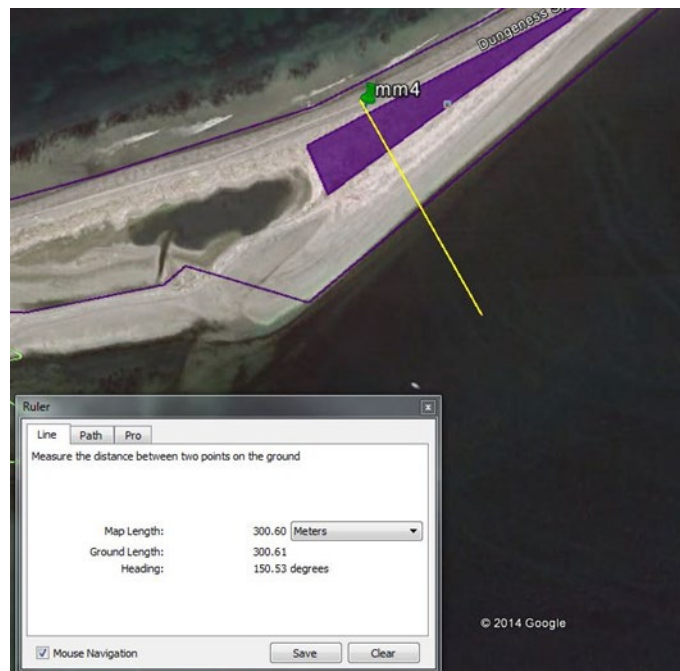 Dungeness
mm4
Ruler
Line Path Pro
Measure the distance between two points on the ground
Map Length: 300.60 Meters
Ground Length: 300.61
Heading: 150.53 degrees
© 2014 Google
Mouse Navigation Save Clear